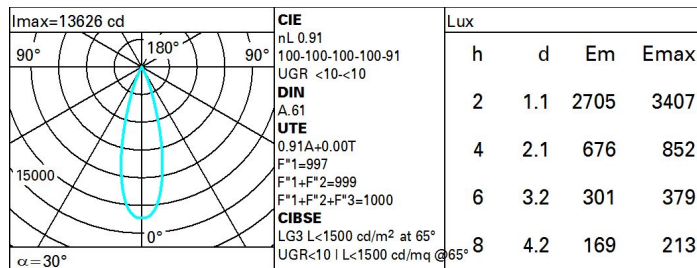 Imax=13626 cd
90° 180° 90°
15000
0°
α=30°
CIE
nL 0.91
100-100-100-100-91
UGR <10-<10
DIN
A.61
UTE
0.91A+0.00T
F"1=997
F"1+F"2=999
F"1+F"2+F"3=1000
CIBSE
LG3 L<1500 cd/m² at 65°
UGR<10 | L<1500 cd/mq @65°
Lux
h d Em Emax
2 1.1 2705 3407
4 2.1 676 852
6 3.2 301 379
8 4.2 169 213